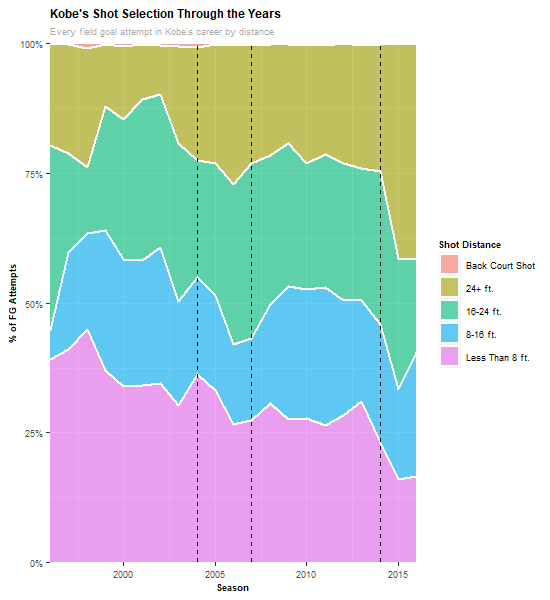 Kobe's Shot Selection Through the Years
Every field goal attempt in Kobe's career by distance
100%
75%
50%
25%
0%
% of FG Attempts
2000
2005
2010
2015
Season
Shot Distance
Back Court Shot
24+ ft.
16-24 ft.
8-16 ft.
Less Than 8 ft.